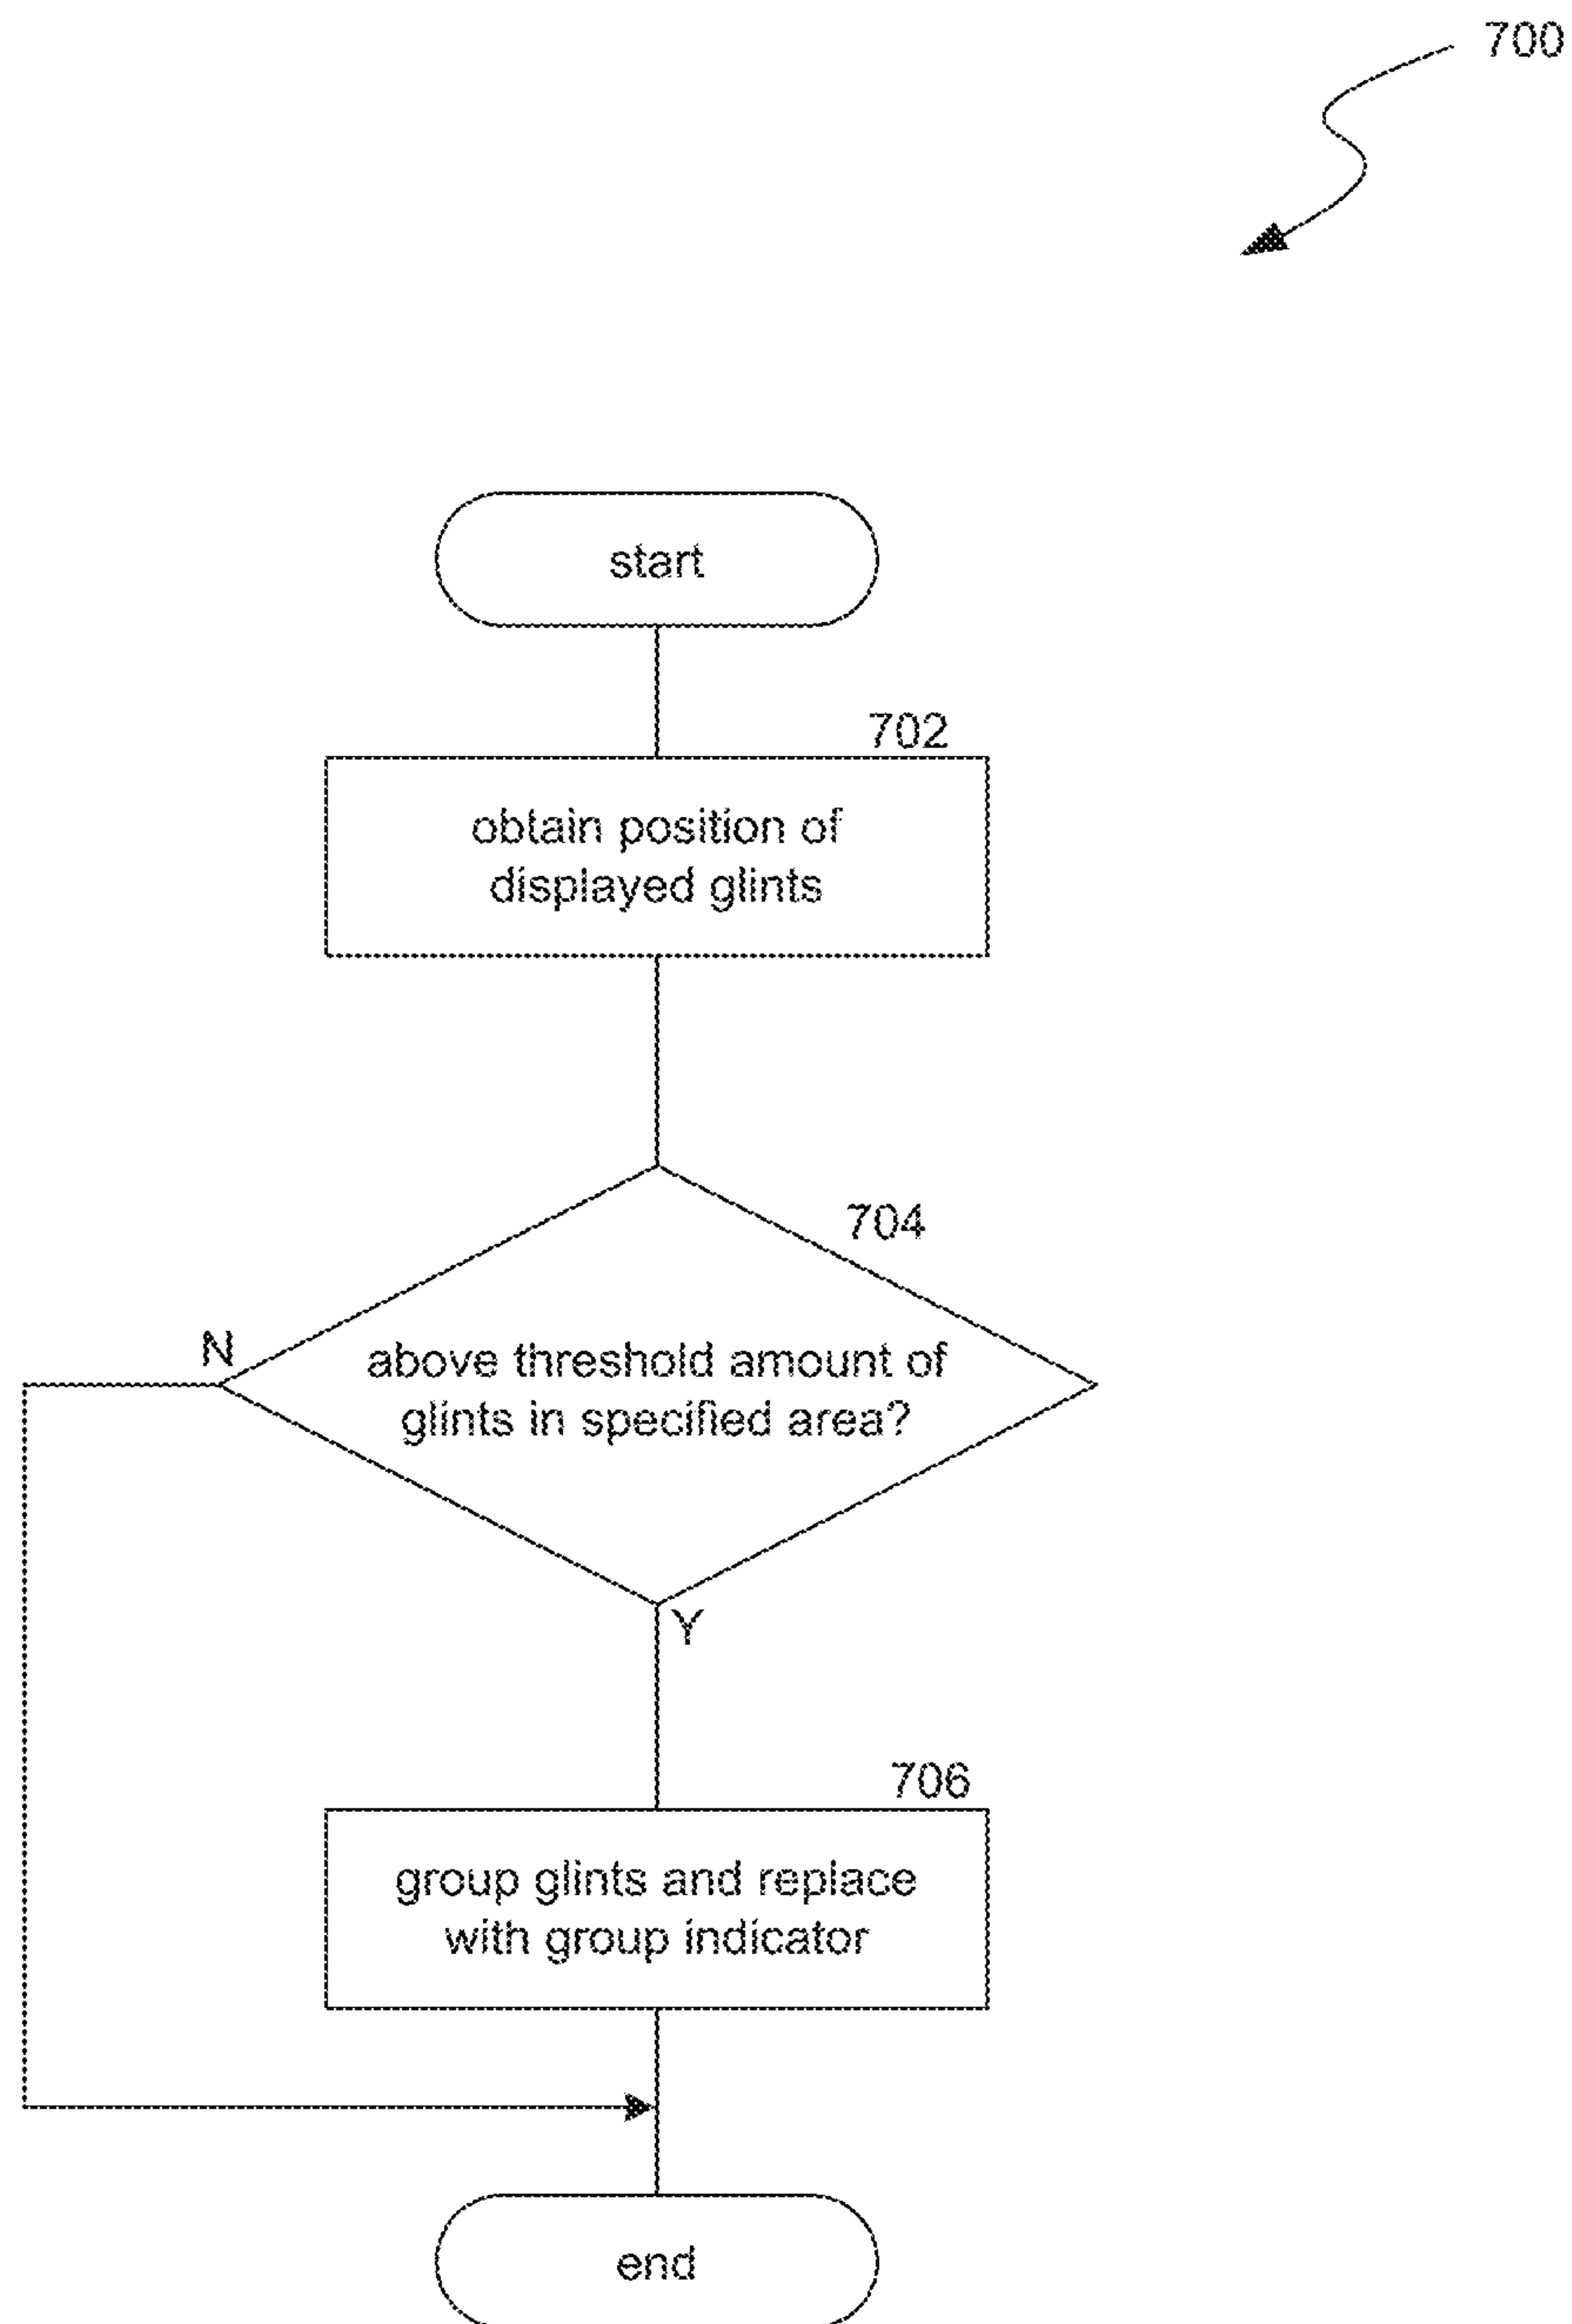 700
start
702
obtain position of
displayed glints
704
N
above threshold amount of
glints in specified area?
Y
706
group glints and replace
with group indicator
end